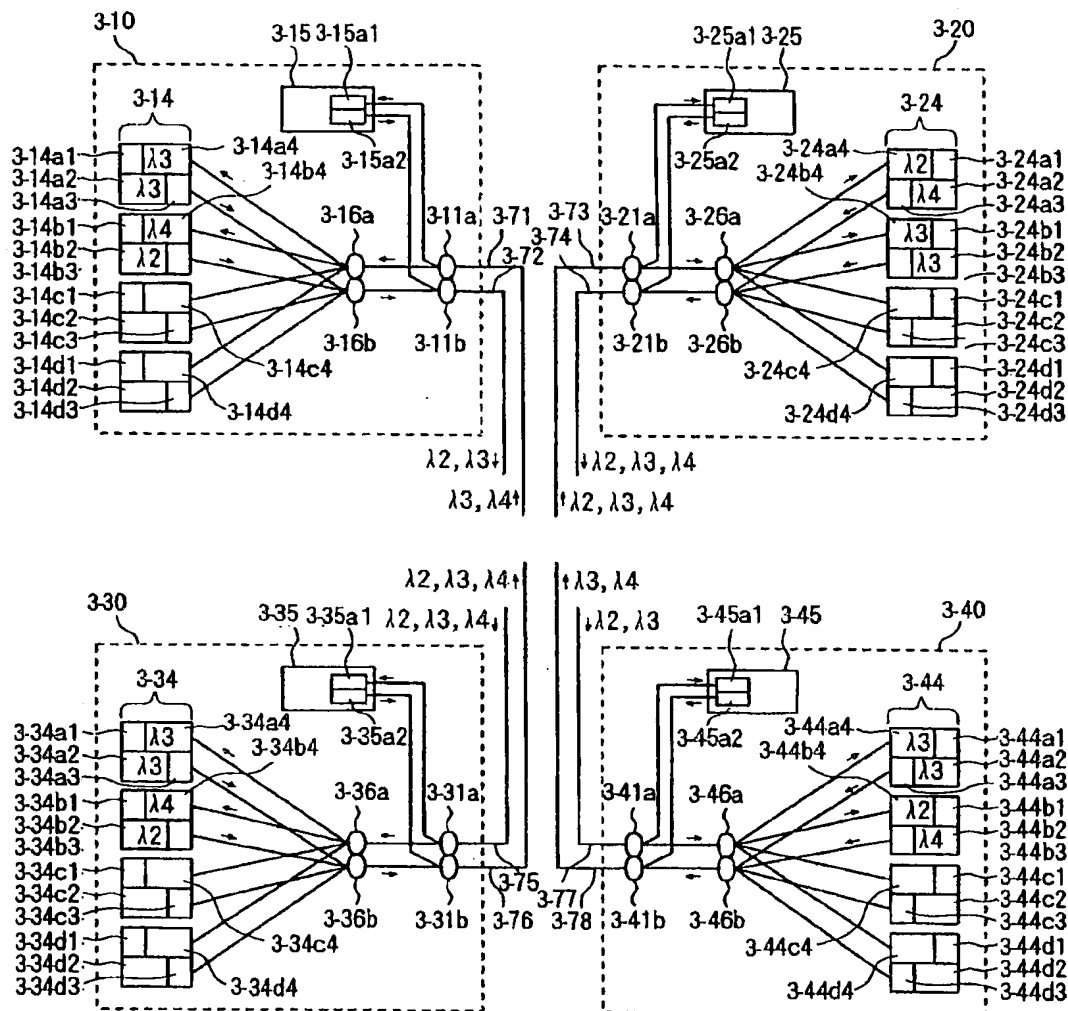 3-10
3-15 3-15a1
3-25a1 3-25
3-20
3-14
3-24
3-14a1
λ3
3-14a4
3-14a2
λ3
3-14a3
3-14b4
3-15a2
3-14b1
λ4
3-14b2
λ2
3-14b3
3-16a
3-11a
3-71
3-72
3-14c1
3-14c2
3-14c3
3-14d1
3-14d2
3-14d3
3-16b
3-11b
3-14c4
3-14d4
3-25a2
3-24a4
λ2
3-24a1
3-24b4
λ4
3-24a2
3-24a3
3-73
3-74
3-21a
3-26a
λ3
3-24b1
λ3
3-24b2
3-24b3
3-24c1
3-24c2
3-24c3
3-21b
3-26b
3-24c4
3-24d1
3-24d2
3-24d3
3-24d4
λ2, λ3
λ2, λ3, λ4
λ3, λ4
λ2, λ3, λ4
λ2, λ3, λ4
λ3, λ4
3-30
3-35 3-35a1
λ2, λ3, λ4
λ2, λ3
3-45a1
3-45
3-40
3-34
3-44
3-34a1
λ3
3-34a4
3-34a2
λ3
3-34a3
3-34b4
3-35a2
3-34b1
λ4
3-34b2
λ2
3-34b3
3-36a
3-31a
3-34c1
3-34c2
3-34c3
3-34d1
3-34d2
3-34d3
3-36b
3-31b
3-75
3-76
3-34c4
3-34d4
3-45a2
3-44a4
λ3
3-44a1
3-44b4
λ3
3-44a2
3-44a3
3-41a
3-46a
λ2
3-44b1
λ4
3-44b2
3-44b3
3-77
3-78
3-41b
3-46b
3-44c1
3-44c2
3-44c3
3-44c4
3-44d1
3-44d2
3-44d3
3-44d4